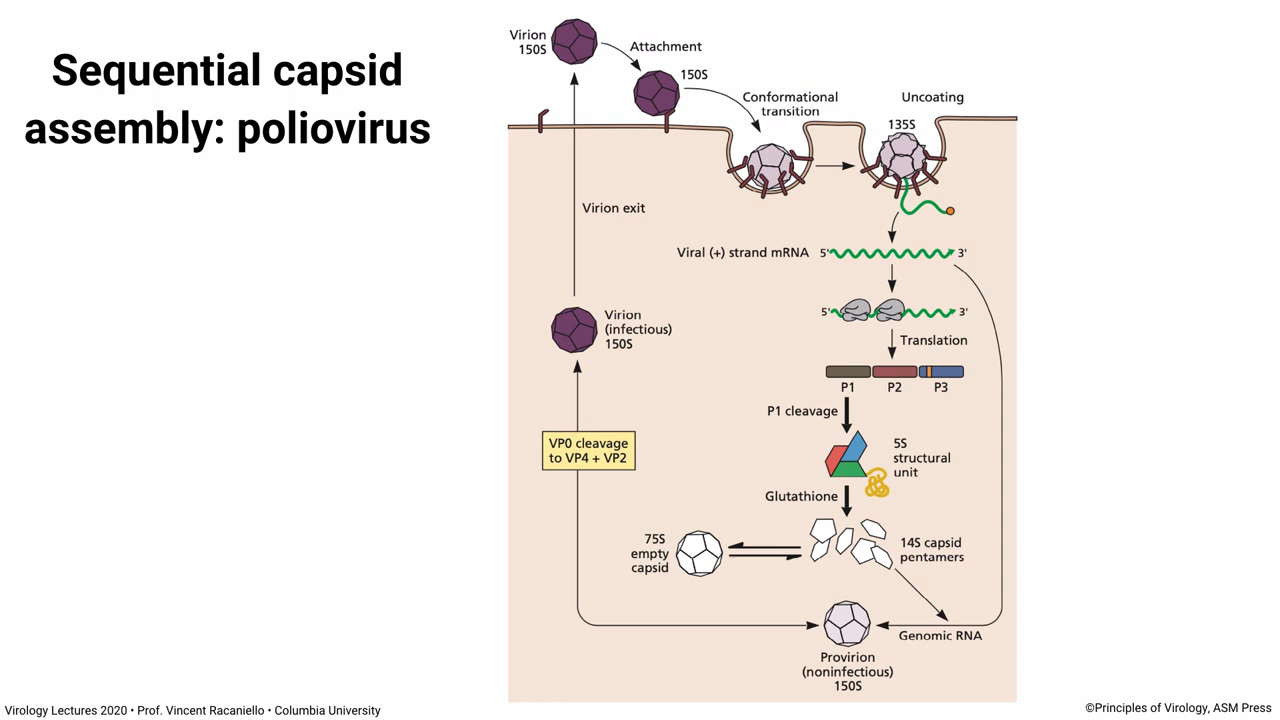 Sequential capsid
assembly: poliovirus
Virion
150S
Attachment
150S
Conformational
transition
Uncoating
135S
Virion exit
Viral (+) strand mRNA
5'
3'
5'
3'
Translation
P1
P2
P3
P1 cleavage
5S
structural
unit
Glutathione
14S capsid
pentamers
75S
empty
capsid
Genomic RNA
Provirion
(noninfectious)
150S
VP0 cleavage
to VP4 + VP2
Virion
(infectious)
150S
Virology Lectures 2020 • Prof. Vincent Racaniello • Columbia University
©Principles of Virology, ASM Press